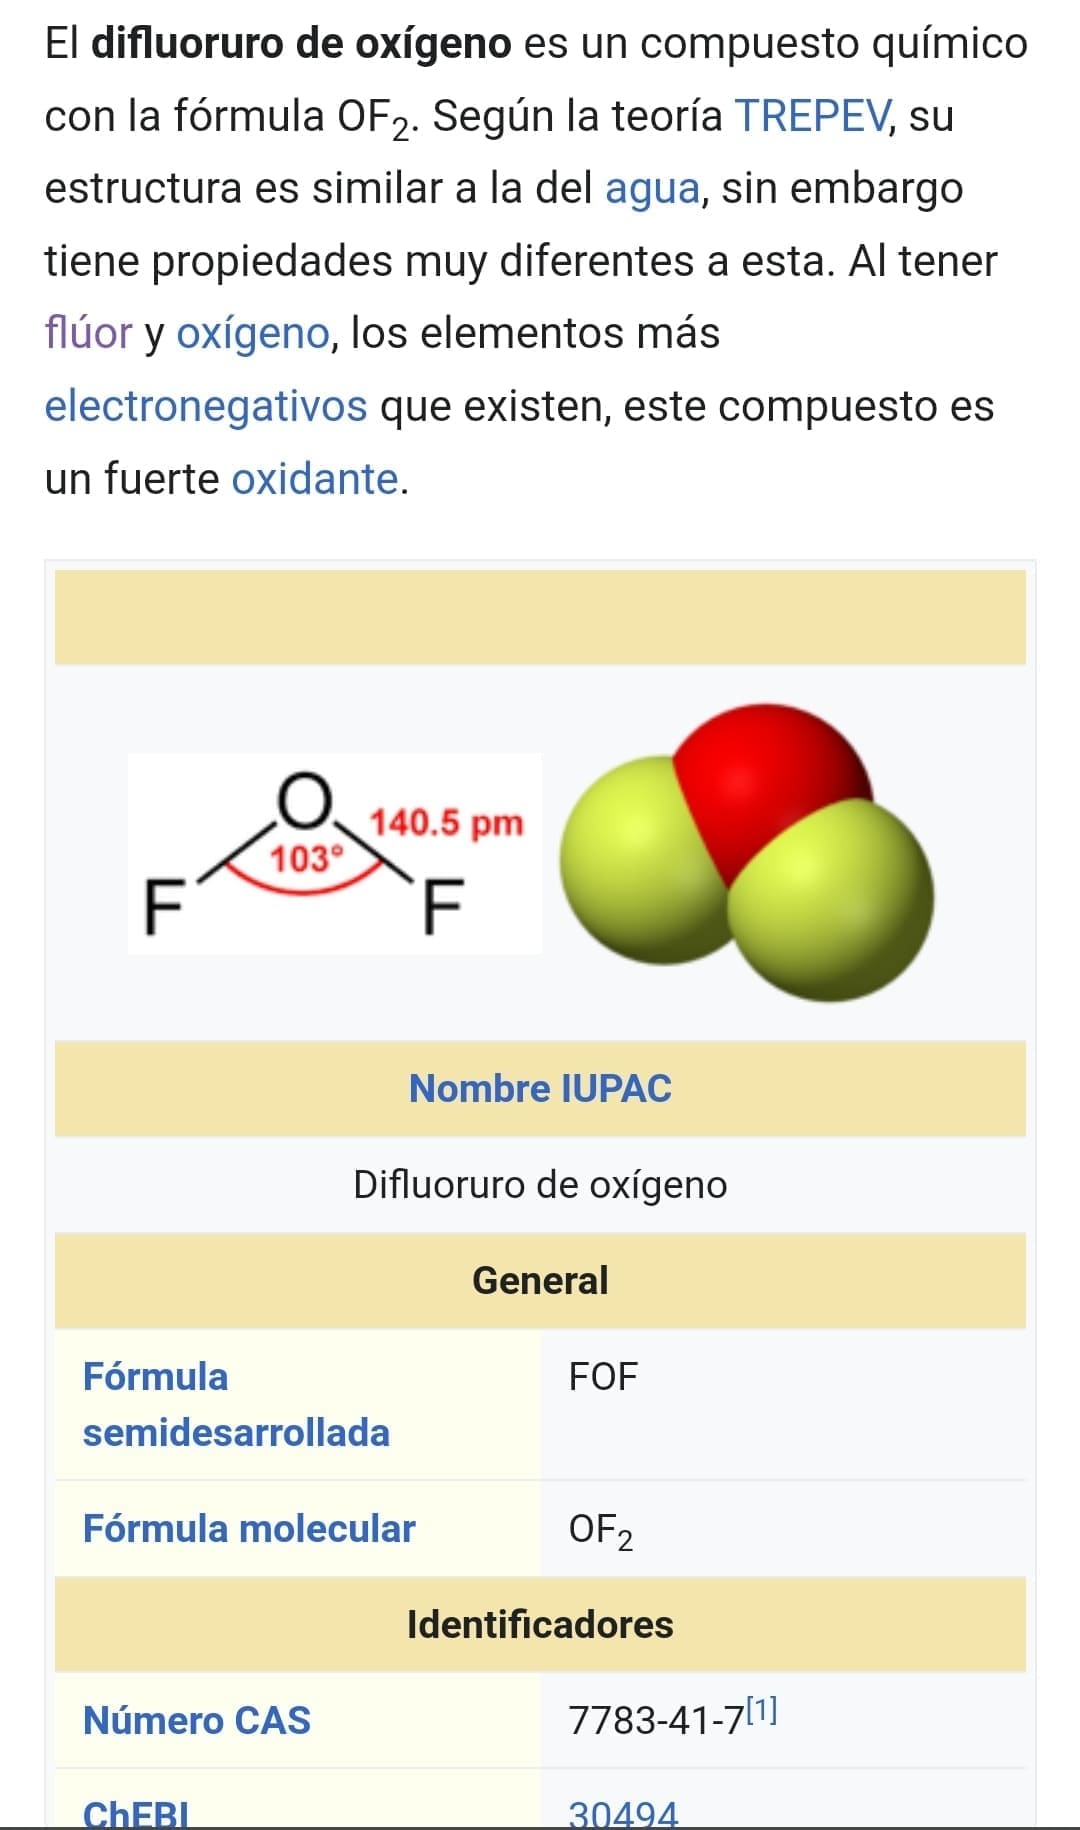 El difluoruro de oxígeno es un compuesto químico
con la fórmula OF₂. Según la teoría TREPEV, su
estructura es similar a la del agua, sin embargo
tiene propiedades muy diferentes a esta. Al tener
flúor y oxígeno, los elementos más
electronegativos que existen, este compuesto es
un fuerte oxidante.
O
140.5 pm
103°
F F
Nombre IUPAC
Difluoruro de oxígeno
General
Fórmula semidesarrollada FOF
Fórmula molecular OF₂
Identificadores
Número CAS 7783-41-7[1]
ChEBI 30494